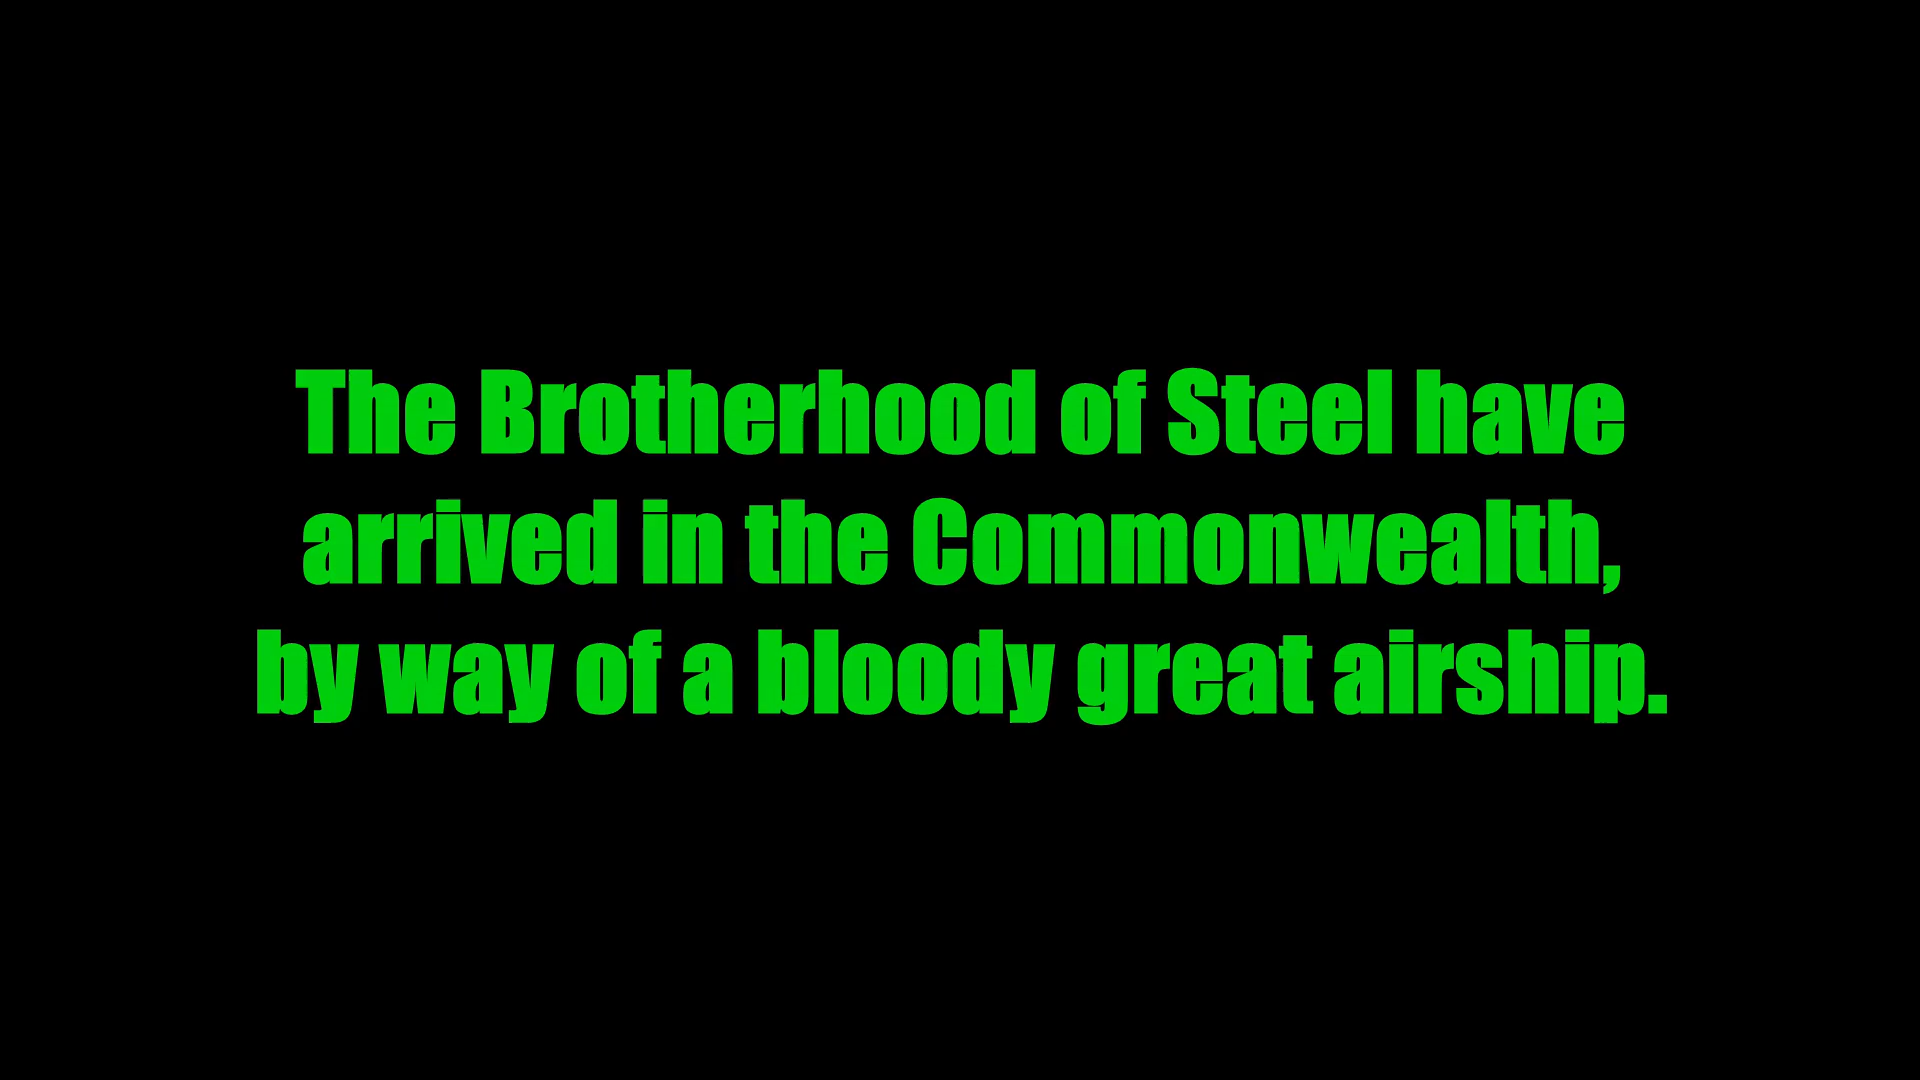 The Brotherhood of Steel have
arrived in the Commonwealth,
by way of a bloody great airship.